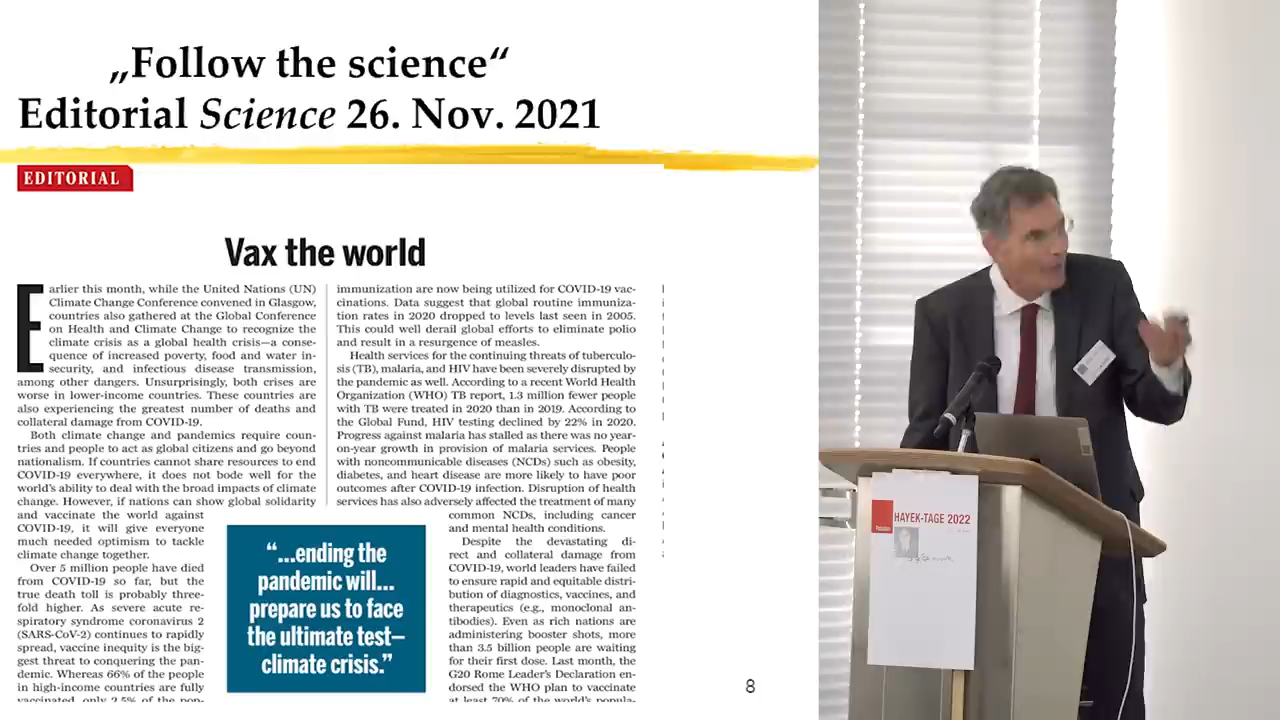 „Follow the science“
Editorial Science 26. Nov. 2021
EDITORIAL
Vax the world
Earlier this month, while the United Nations (UN)
Climate Change Conference convened in Glasgow,
countries also gathered at the Global Conference
on Health and Climate Change to recognize the
climate crisis as a global health crisis—a conse-
quence of increased poverty, food and water in-
security, and infectious disease transmission,
among other dangers. Unsurprisingly, both crises are
worse in lower-income countries. These countries are
also experiencing the greatest number of deaths and
collateral damage from COVID-19.
Both climate change and pandemics require coun-
tries and people to act as global citizens and go beyond
nationalism. If countries cannot share resources to end
COVID-19 everywhere, it does not bode well for the
world’s ability to deal with the broad impacts of climate
change. However, if nations can show global solidarity
and vaccinate the world against
COVID-19, it will give everyone
much needed optimism to tackle
climate change together.
Over 5 million people have died
from COVID-19 so far, but the
true death toll is probably three-
fold higher. As severe acute re-
spiratory syndrome coronavirus 2
(SARS-CoV-2) continues to rapidly
spread, vaccine inequity is the big-
gest threat to conquering the pan-
demic. Whereas 66% of the people
in high-income countries are fully
vaccinated, only 2.5% of the pop-
“...ending the
pandemic will...
prepare us to face
the ultimate test—
climate crisis.”
immunization are now being utilized for COVID-19 vac-
cinations. Data suggest that global routine immuniza-
tion rates in 2020 dropped to levels last seen in 2005.
This could well derail global efforts to eliminate polio
and result in a resurgence of measles.
Health services for the continuing threats of tuberculo-
sis (TB), malaria, and HIV have been severely disrupted by
the pandemic as well. According to a recent World Health
Organization (WHO) TB report, 1.3 million fewer people
with TB were treated in 2020 than in 2019. According to
the Global Fund, HIV testing declined by 22% in 2020.
Progress against malaria has stalled as there was no year-
on-year growth in provision of malaria services. People
with noncommunicable diseases (NCDs) such as obesity,
diabetes, and heart disease are more likely to have poor
outcomes after COVID-19 infection. Disruption of health
services has also adversely affected the treatment of many
common NCDs, including cancer
and mental health conditions.
Despite the devastating di-
rect and collateral damage from
COVID-19, world leaders have failed
to ensure rapid and equitable distri-
bution of diagnostics, vaccines, and
therapeutics (e.g., monoclonal an-
tibodies). Even as rich nations are
administering booster shots, more
than 3.5 billion people are waiting
for their first dose. Last month, the
G20 Rome Leader’s Declaration en-
dorsed the WHO plan to vaccinate
at least 70% of the world’s popula-
8
HAYEK-TAGE 2022